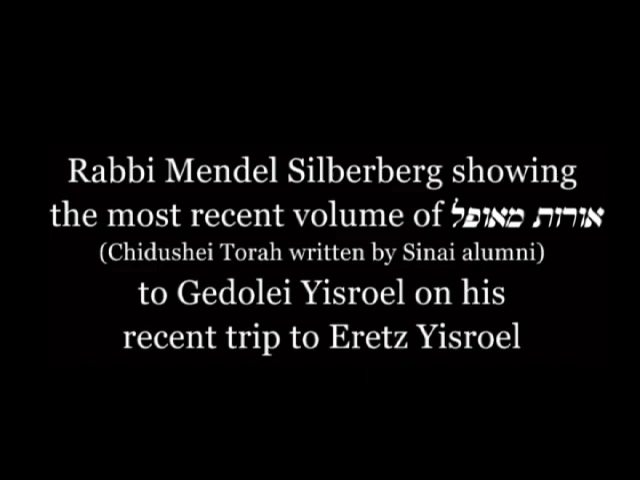 Rabbi Mendel Silberberg showing
the most recent volume of אורות מאופל
(Chidushei Torah written by Sinai alumni)
to Gedolei Yisroel on his
recent trip to Eretz Yisroel